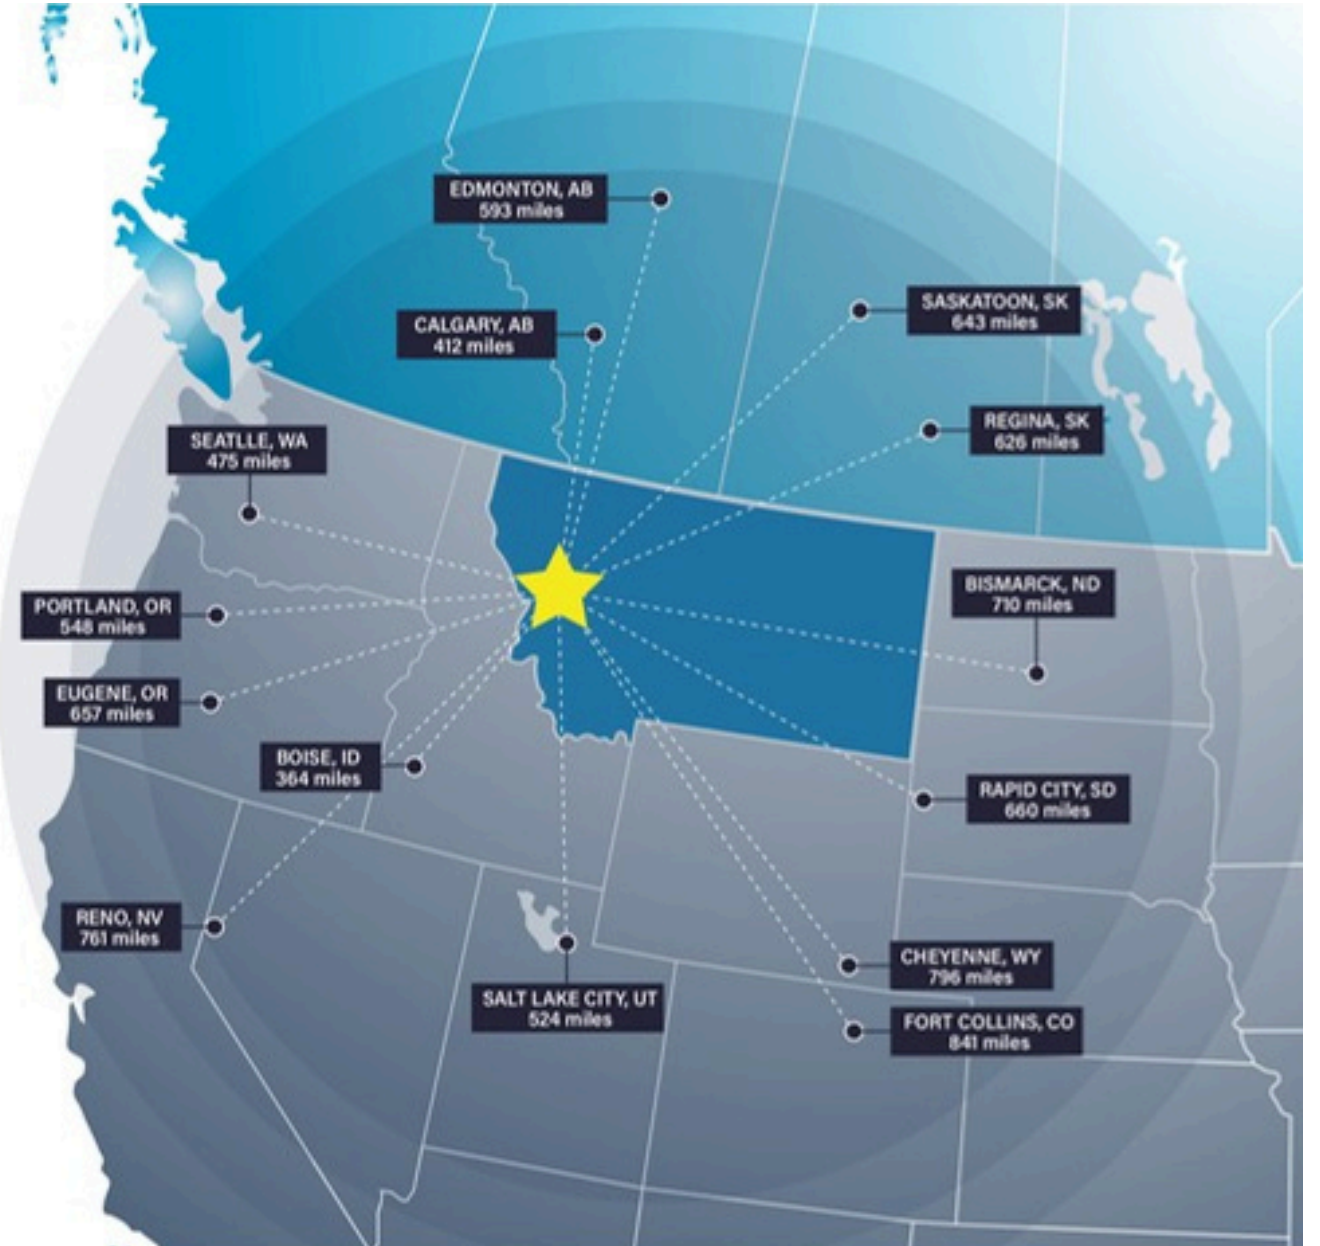 EDMONTON, AB
593 miles
SASKATOON, SK
643 miles
CALGARY, AB
412 miles
REGINA, SK
626 miles
SEATLLE, WA
475 miles
BISMARCK, ND
710 miles
PORTLAND, OR
548 miles
EUGENE, OR
657 miles
BOISE, ID
364 miles
RAPID CITY, SD
660 miles
RENO, NV
761 miles
CHEYENNE, WY
796 miles
SALT LAKE CITY, UT
524 miles
FORT COLLINS, CO
841 miles